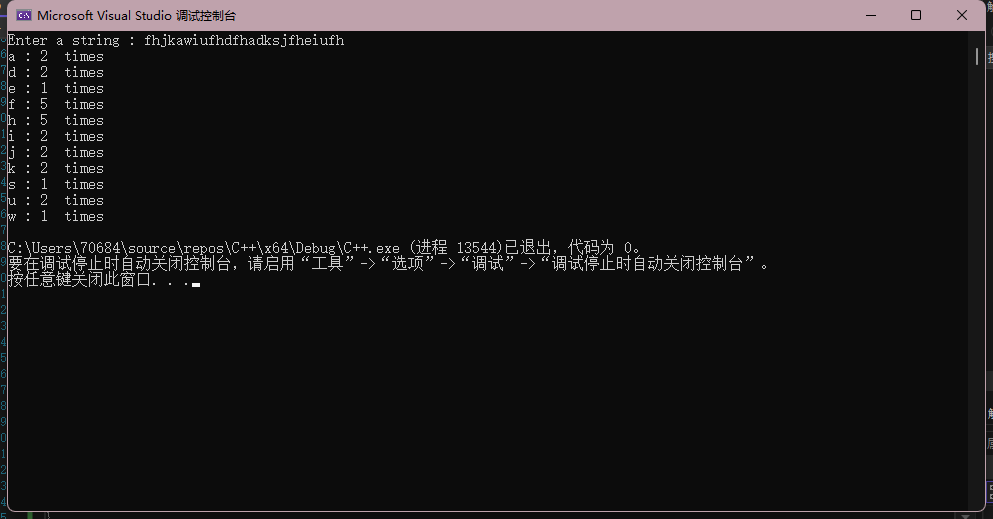 Microsoft Visual Studio 调试控制台
Enter a string : fhjkawiufhdfhadksjfheiufh
a : 2  times
d : 2  times
e : 1  times
f : 5  times
h : 5  times
i : 2  times
j : 2  times
k : 2  times
s : 1  times
u : 2  times
w : 1  times
C:\Users\70684\source\repos\C++\x64\Debug\C++.exe (进程 13544)已退出，代码为 0。
要在调试停止时自动关闭控制台，请启用“工具”->“选项”->“调试”->“调试停止时自动关闭控制台”。
按任意键关闭此窗口. . .